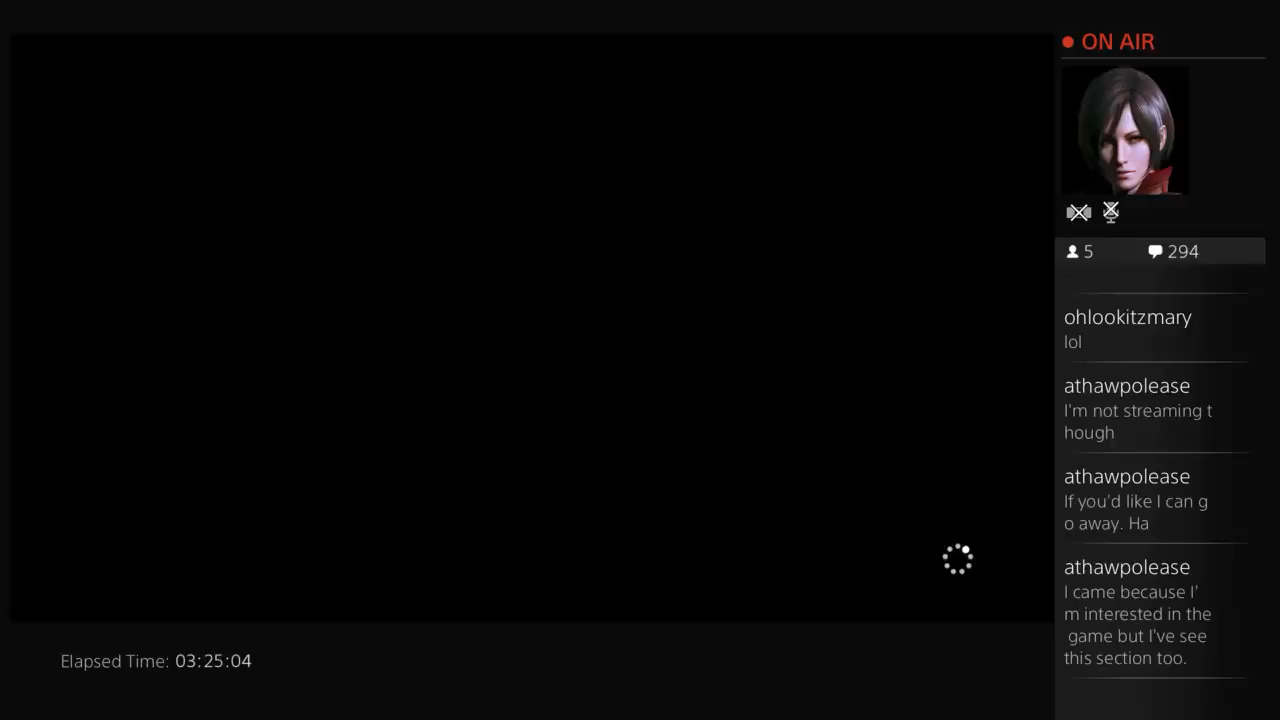 ON AIR
5 294
ohlookitzmary
lol
athawpolease
I'm not streaming t
hough
athawpolease
If you'd like I can g
o away. Ha
athawpolease
I came because I'
m interested in the
game but I've see
this section too.
Elapsed Time: 03:25:04